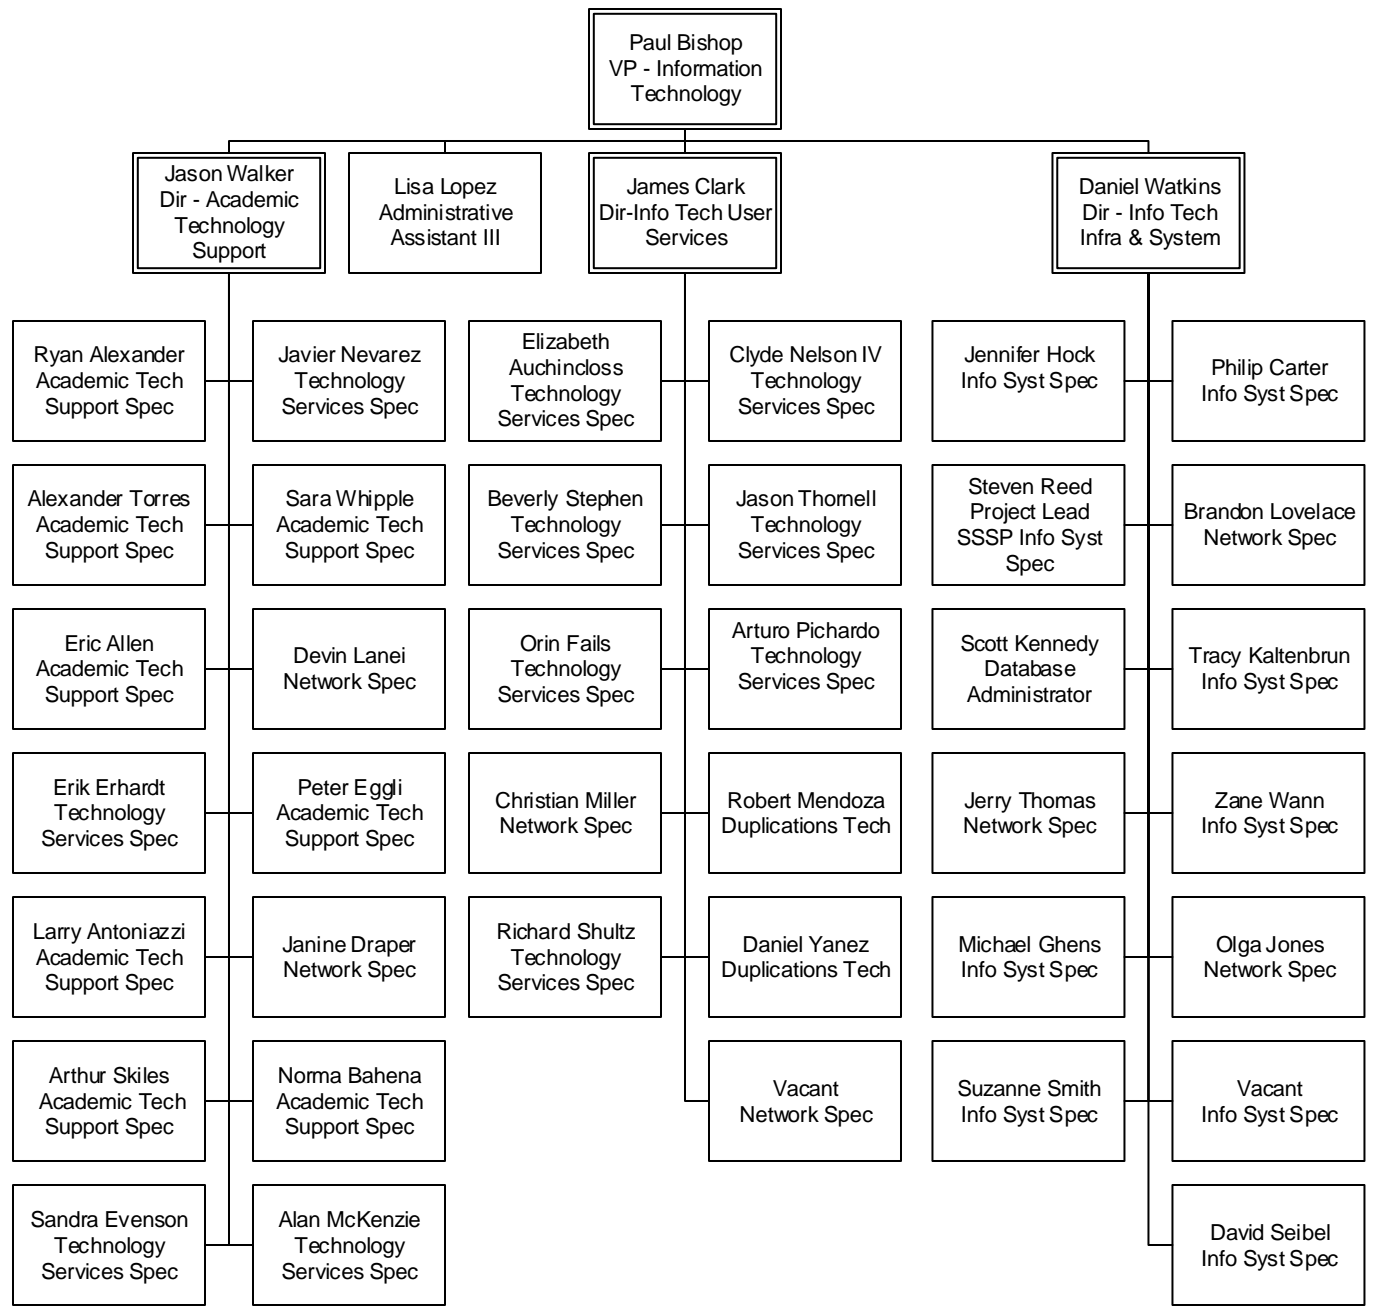 Paul Bishop
VP - Information
Technology
Jason Walker
Dir - Academic
Technology
Support
Lisa Lopez
Administrative
Assistant III
James Clark
Dir-Info Tech User
Services
Daniel Watkins
Dir - Info Tech
Infra & System
Ryan Alexander
Academic Tech
Support Spec
Javier Nevarez
Technology
Services Spec
Elizabeth
Auchincloss
Technology
Services Spec
Clyde Nelson IV
Technology
Services Spec
Jennifer Hock
Info Syst Spec
Philip Carter
Info Syst Spec
Alexander Torres
Academic Tech
Support Spec
Sara Whipple
Academic Tech
Support Spec
Beverly Stephen
Technology
Services Spec
Jason Thornell
Technology
Services Spec
Steven Reed
Project Lead
SSSP Info Syst
Spec
Brandon Lovelace
Network Spec
Eric Allen
Academic Tech
Support Spec
Devin Lanei
Network Spec
Orin Fails
Technology
Services Spec
Arturo Pichardo
Technology
Services Spec
Scott Kennedy
Database
Administrator
Tracy Kaltenbrun
Info Syst Spec
Erik Erhardt
Technology
Services Spec
Peter Eggli
Academic Tech
Support Spec
Christian Miller
Network Spec
Robert Mendoza
Duplications Tech
Jerry Thomas
Network Spec
Zane Wann
Info Syst Spec
Larry Antoniazzi
Academic Tech
Support Spec
Janine Draper
Network Spec
Richard Shultz
Technology
Services Spec
Daniel Yanez
Duplications Tech
Michael Ghens
Info Syst Spec
Olga Jones
Network Spec
Arthur Skiles
Academic Tech
Support Spec
Norma Bahena
Academic Tech
Support Spec
Vacant
Network Spec
Suzanne Smith
Info Syst Spec
Vacant
Info Syst Spec
Sandra Evenson
Technology
Services Spec
Alan McKenzie
Technology
Services Spec
David Seibel
Info Syst Spec